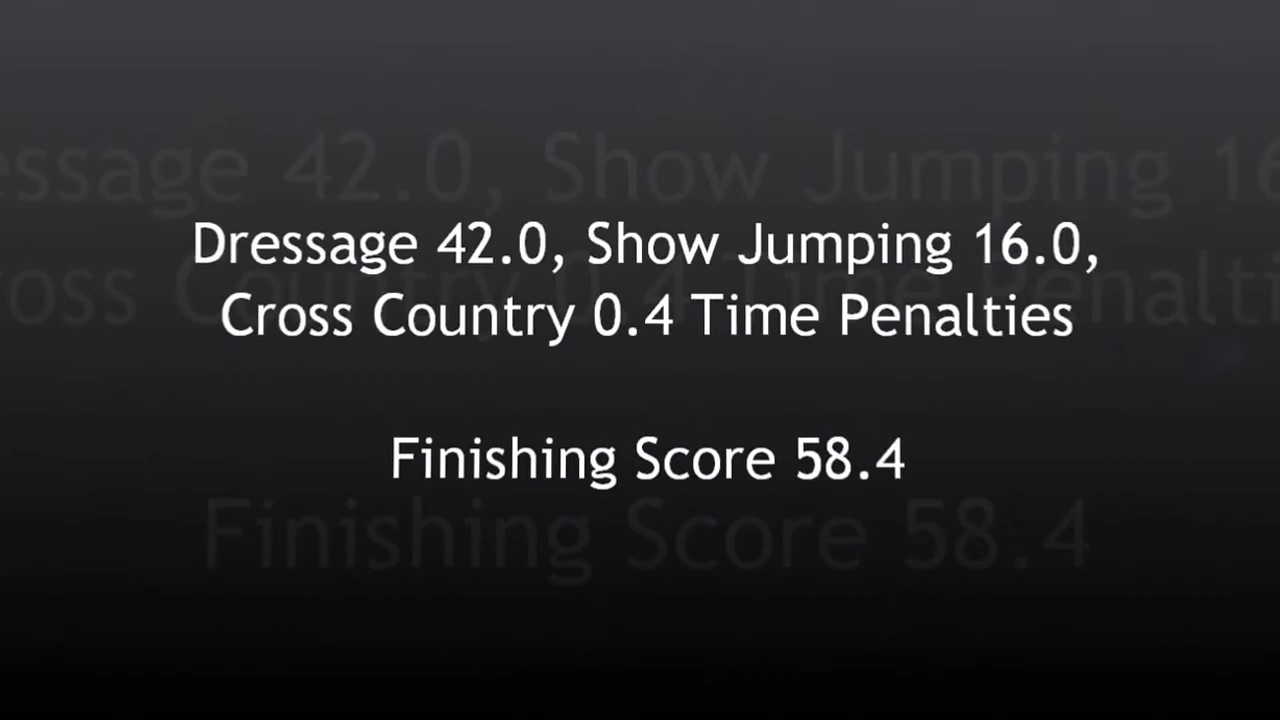 Dressage 42.0, Show Jumping 16.0,
Cross Country 0.4 Time Penalties
Finishing Score 58.4